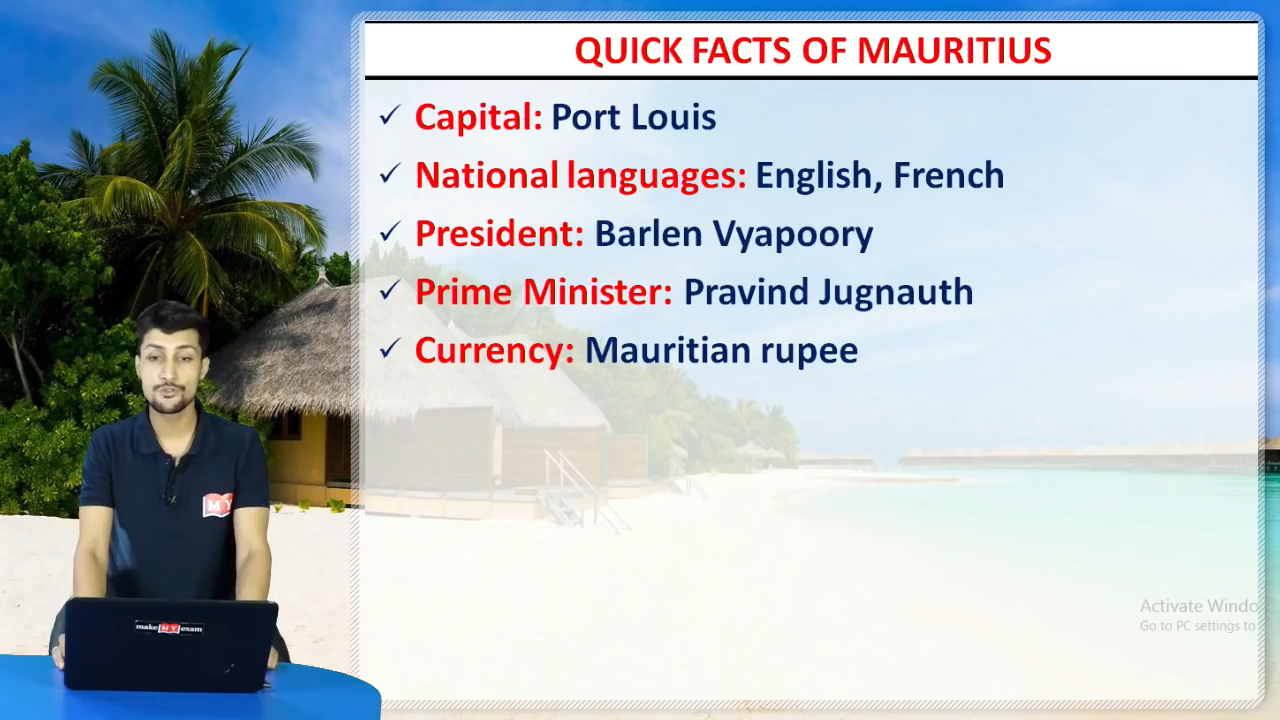 QUICK FACTS OF MAURITIUS
✓ Capital: Port Louis
✓ National languages: English, French
✓ President: Barlen Vyapoory
✓ Prime Minister: Pravind Jugnauth
✓ Currency: Mauritian rupee
MY
make MY exam
Activate Windo
Go to PC settings to